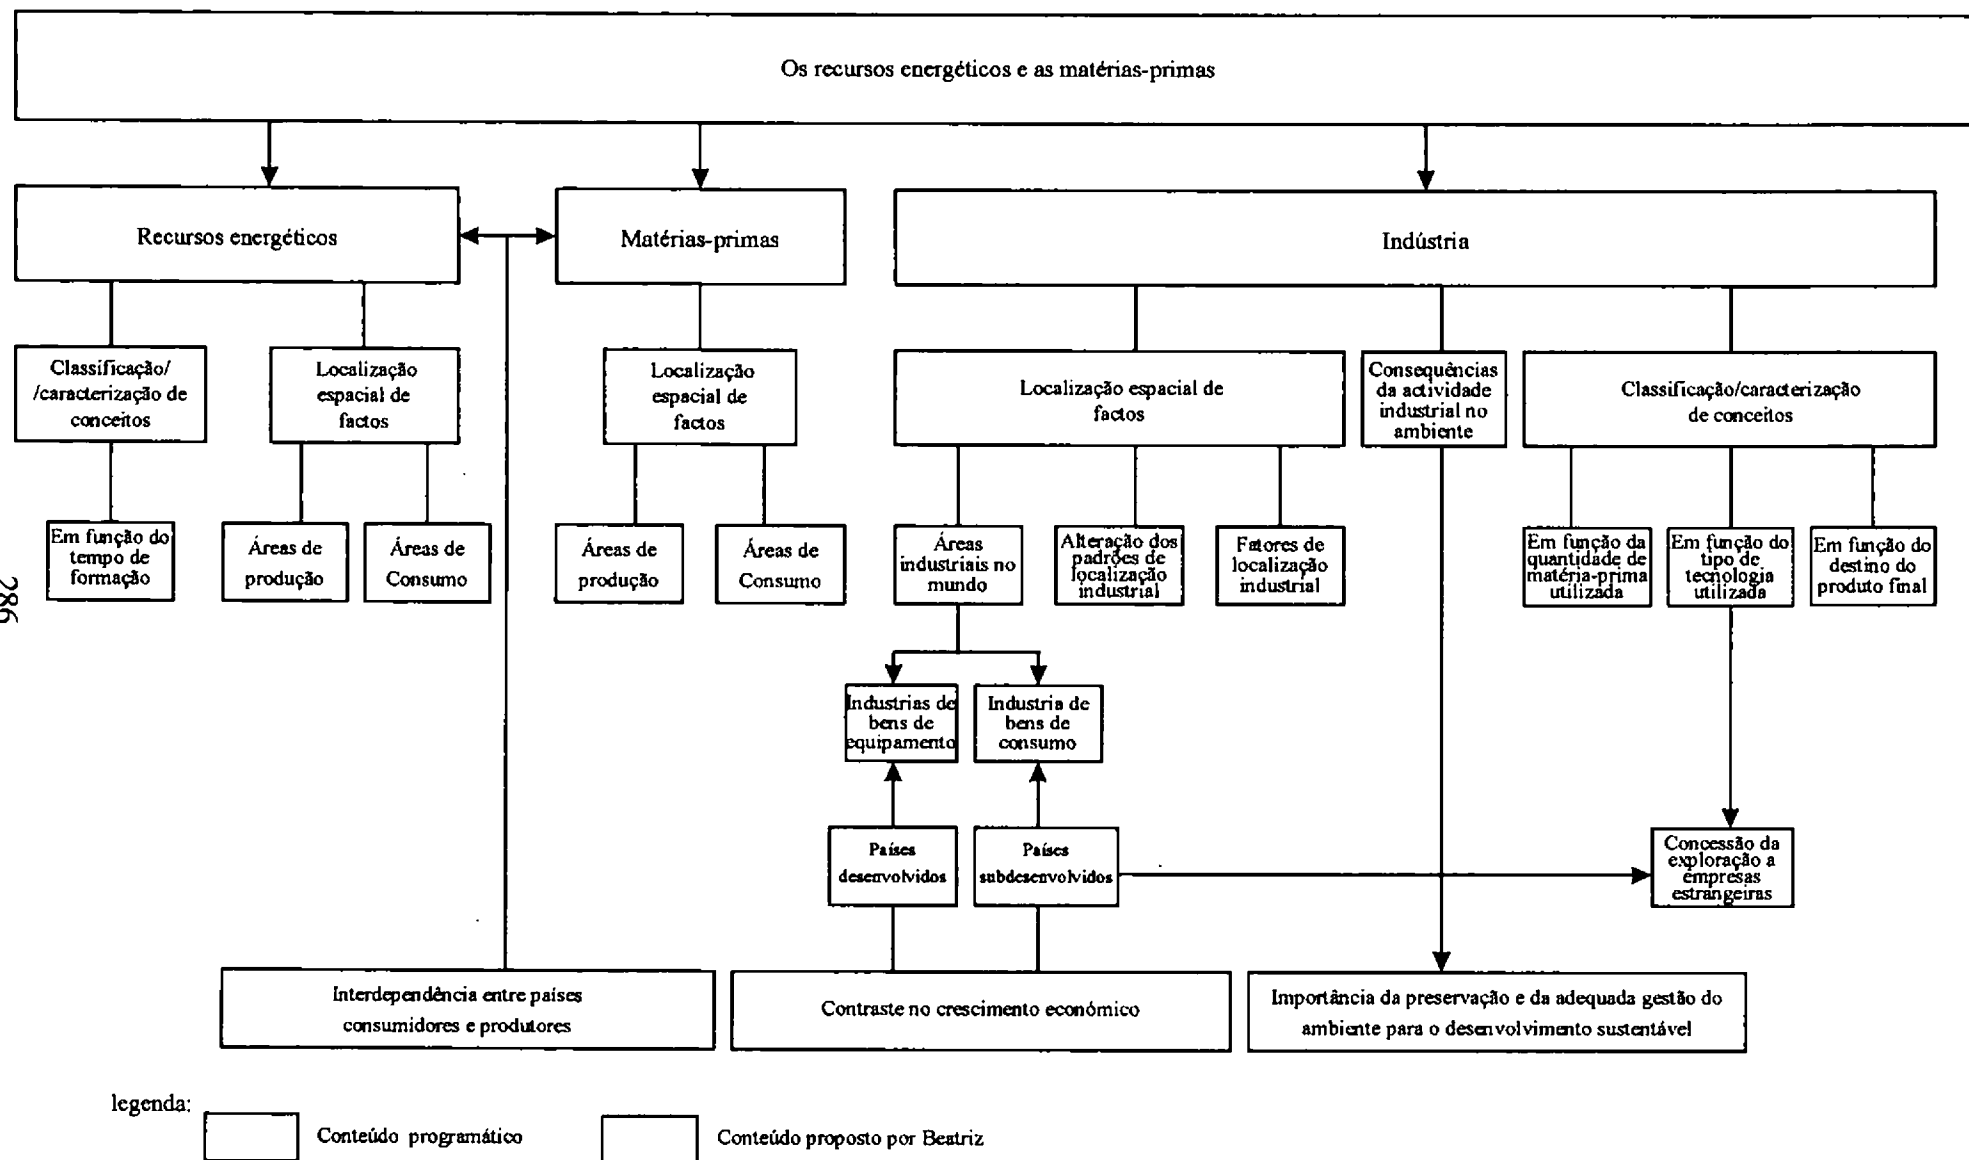 Os recursos energéticos e as matérias-primas
Recursos energéticos
Matérias-primas
Indústria
Classificação/
/caracterização de
conceitos
Localização
espacial de
factos
Localização
espacial de
factos
Localização espacial de
factos
Consequências
da actividade
industrial no
ambiente
Classificação/caracterização
de conceitos
Em função do
tempo de
formação
Áreas de
produção
Áreas de
Consumo
Áreas de
produção
Áreas de
Consumo
Áreas
industriais no
mundo
Alteração dos
padrões de
localização
industrial
Fatores de
localização
industrial
Em função da
quantidade de
matéria-prima
utilizada
Em função do
tipo de
tecnologia
utilizada
Em função do
destino do
produto final
286
Industrias de
bens de
equipamento
Industria de
bens de
consumo
Países
desenvolvidos
Países
subdesenvolvidos
Concessão da
exploração a
empresas
estrangeiras
Interdependência entre países
consumidores e produtores
Contraste no crescimento económico
Importância da preservação e da adequada gestão do
ambiente para o desenvolvimento sustentável
legenda:
Conteúdo programático
Conteúdo proposto por Beatriz